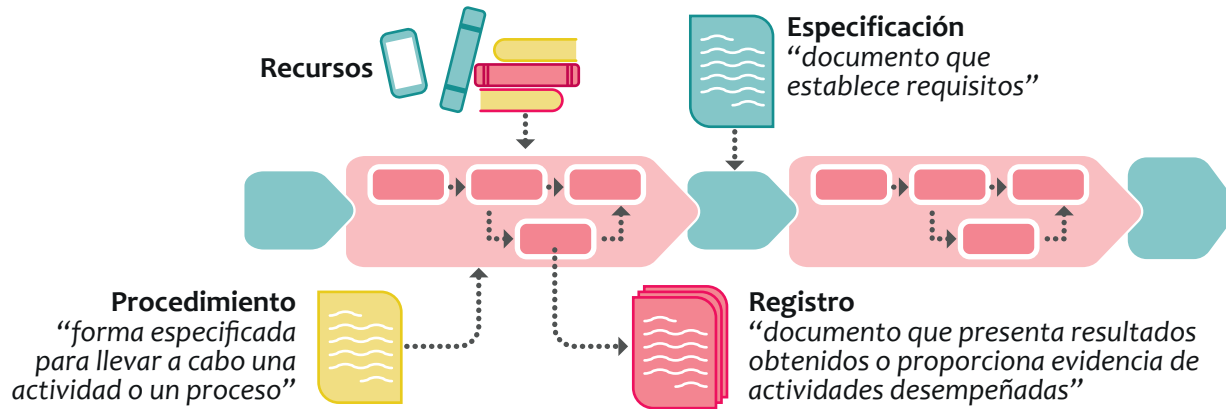 Recursos
Especificación
“documento que
establece requisitos”
Procedimiento
“forma especificada
para llevar a cabo una
actividad o un proceso”
Registro
“documento que presenta resultados
obtenidos o proporciona evidencia de
actividades desempeñadas”